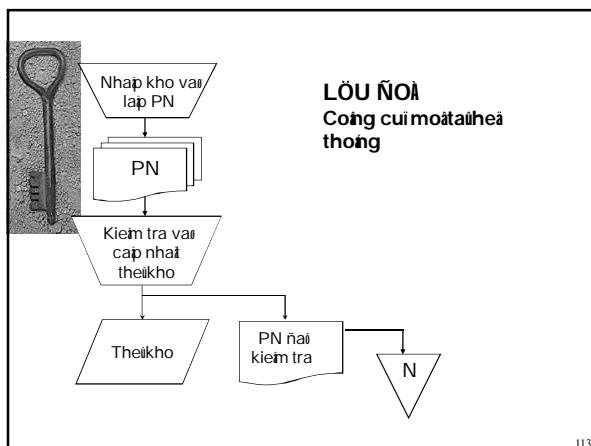 Nhaäp kho vaø
laäp PN
LÖU ÑOÀ
Coâng cuï moâ taû heä
thoáng
PN
Kieåm tra vaø
caäp nhaät
theû kho
Theû kho
PN ñaõ
kieåm tra
N
113